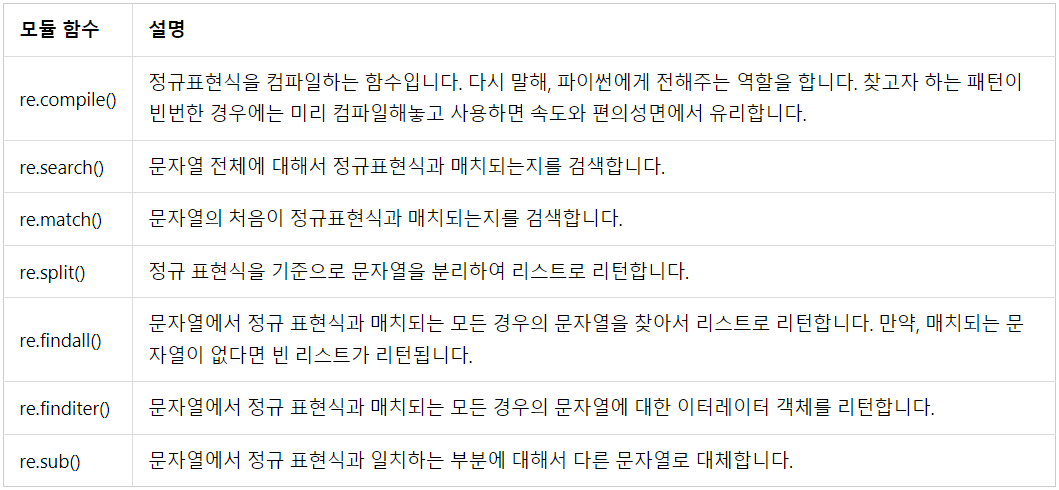 모듈 함수 설명
re.compile() 정규표현식을 컴파일하는 함수입니다. 다시 말해, 파이썬에게 전해주는 역할을 합니다. 찾고자 하는 패턴이
빈번한 경우에는 미리 컴파일해놓고 사용하면 속도와 편의성면에서 유리합니다.
re.search() 문자열 전체에 대해서 정규표현식과 매치되는지를 검색합니다.
re.match() 문자열의 처음이 정규표현식과 매치되는지를 검색합니다.
re.split() 정규 표현식을 기준으로 문자열을 분리하여 리스트로 리턴합니다.
re.findall() 문자열에서 정규 표현식과 매치되는 모든 경우의 문자열을 찾아서 리스트로 리턴합니다. 만약, 매치되는 문
자열이 없다면 빈 리스트가 리턴됩니다.
re.finditer() 문자열에서 정규 표현식과 매치되는 모든 경우의 문자열에 대한 이터레이터 객체를 리턴합니다.
re.sub() 문자열에서 정규 표현식과 일치하는 부분에 대해서 다른 문자열로 대체합니다.